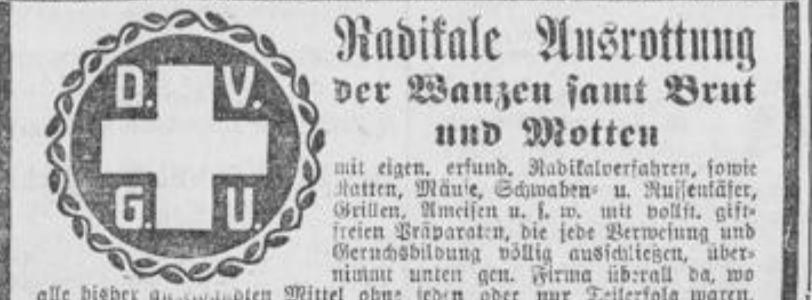 D. V.
G. U.
Radikale Ausrottung
der Wanzen samt Brut
und Motten
mit eigen. erfund. Radikalverfahren, sowie
Ratten, Mäuse, Schwaben- u. Russenkäfer,
Grillen, Ameisen u. s. w. mit vollst. gift-
freien Präparaten, die jede Verwesung und
Geruchsbildung völlig ausschließen, über-
nimmt unten gen. Firma überall da, wo
alle bisher angewandten Mittel ohne jeden oder nur Teilerfolg waren.